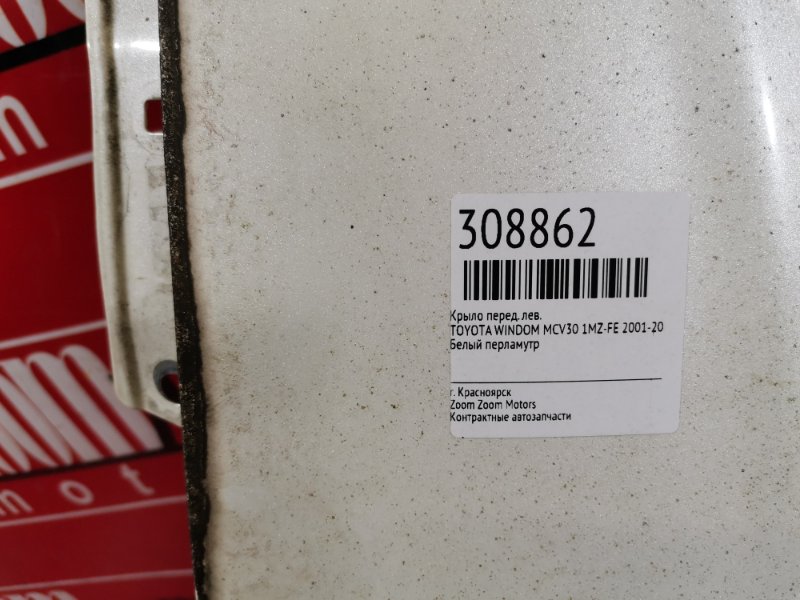 308862
Крыло перед. лев.
TOYOTA WINDOM MCV30 1MZ-FE 2001-20
Белый перламутр
г. Красноярск
Zoom Zoom Motors
Контрактные автозапчасти
m
mot